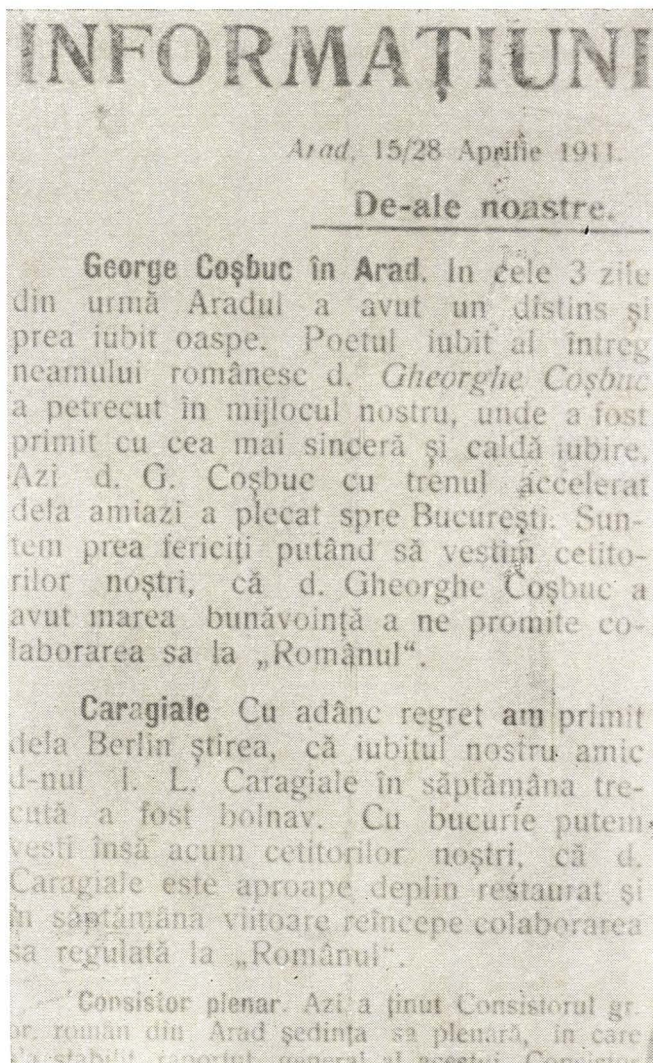 INFORMAȚIUNI
Arad, 15/28 Aprilie 1911.
De-ale noastre.
George Coșbuc în Arad. In cele 3 zile
din urmă Aradul a avut un distins și
prea iubit oaspe. Poetul iubit al întreg
neamului românesc d. Gheorghe Coșbuc
a petrecut în mijlocul nostru, unde a fost
primit cu cea mai sinceră și caldă iubire.
Azi d. G. Coșbuc cu trenul accelerat
dela amiazi a plecat spre București. Sun-
tem prea fericiți putând să vestim cetito-
rilor noștri, că d. Gheorghe Coșbuc a
avut marea bunăvoință a ne promite co-
laborarea sa la „Românul“.
Caragiale Cu adânc regret am primit
dela Berlin știrea, că iubitul nostru amic
d-nul I. L. Caragiale în săptămâna tre-
cută a fost bolnav. Cu bucurie putem
vesti însă acum cetitorilor noștri, că d.
Caragiale este aproape deplin restaurat și
în săptămâna viitoare reîncepe colaborarea
sa regulată la „Românul“.
Consistor plenar. Azi a ținut Consistorul gr.
or. român din Arad ședința sa plenară, în care
s'a stabilit raportul general al acestei